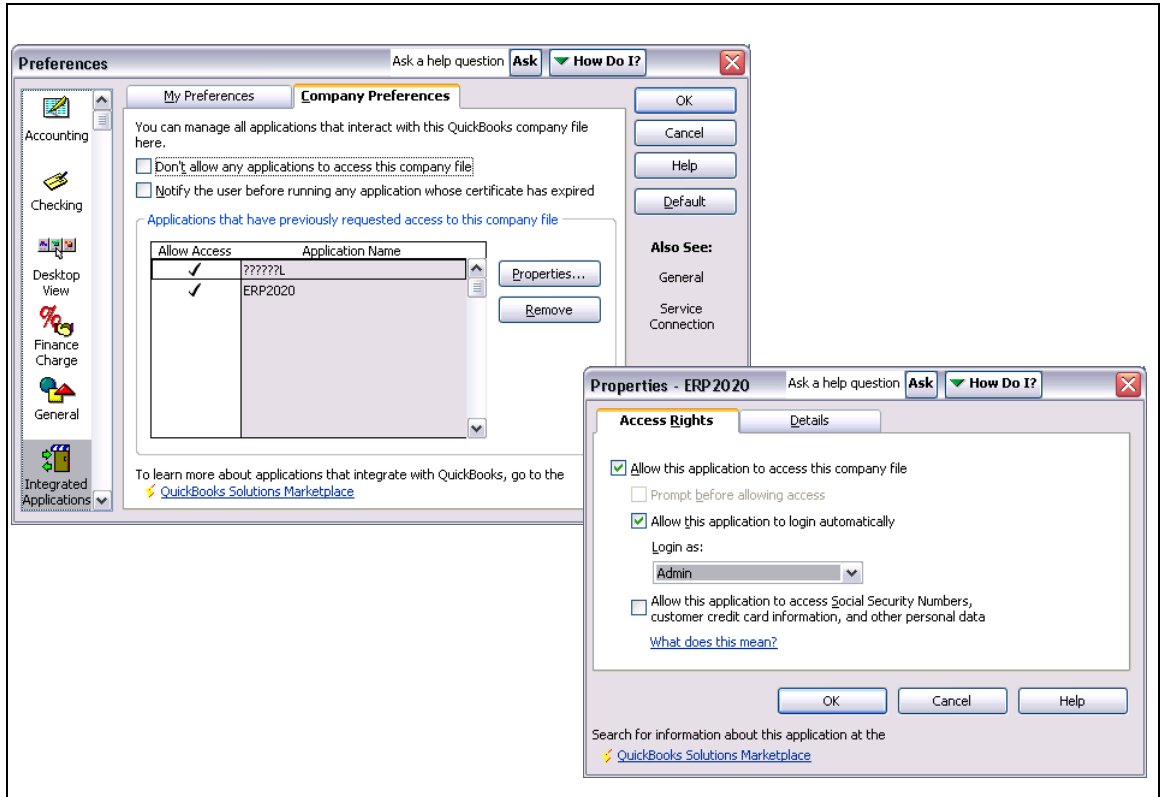 Preferences
Ask a help question Ask How Do I?
My Preferences Company Preferences
You can manage all applications that interact with this QuickBooks company file
here.
Don't allow any applications to access this company file
Notify the user before running any application whose certificate has expired
Applications that have previously requested access to this company file
Allow Access Application Name
??????L
ERP2020
Properties...
Remove
To learn more about applications that integrate with QuickBooks, go to the
QuickBooks Solutions Marketplace
Accounting
Checking
Desktop
View
Finance
Charge
General
Integrated
Applications
OK
Cancel
Help
Default
Also See:
General
Service
Connection
Properties - ERP2020
Ask a help question Ask How Do I?
Access Rights Details
Allow this application to access this company file
Prompt before allowing access
Allow this application to login automatically
Login as:
Admin
Allow this application to access Social Security Numbers,
customer credit card information, and other personal data
What does this mean?
OK Cancel Help
Search for information about this application at the
QuickBooks Solutions Marketplace